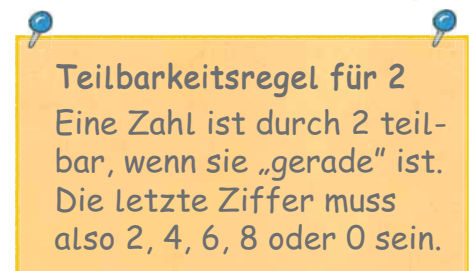 Teilbarkeitsregel für 2
Eine Zahl ist durch 2 teil-
bar, wenn sie „gerade" ist.
Die letzte Ziffer muss
also 2, 4, 6, 8 oder 0 sein.